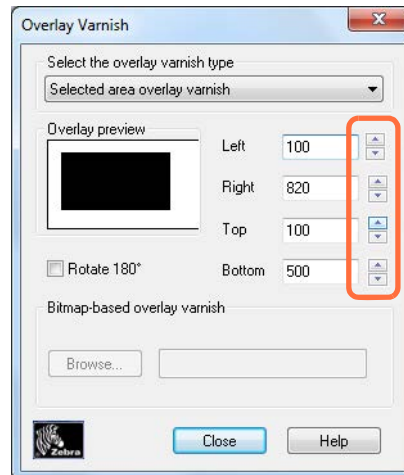 Overlay Varnish
Select the overlay varnish type
Selected area overlay varnish
Overlay preview
Left 100
Right 820
Top 100
Rotate 180° Bottom 500
Bitmap-based overlay varnish
Browse...
Zebra Close Help